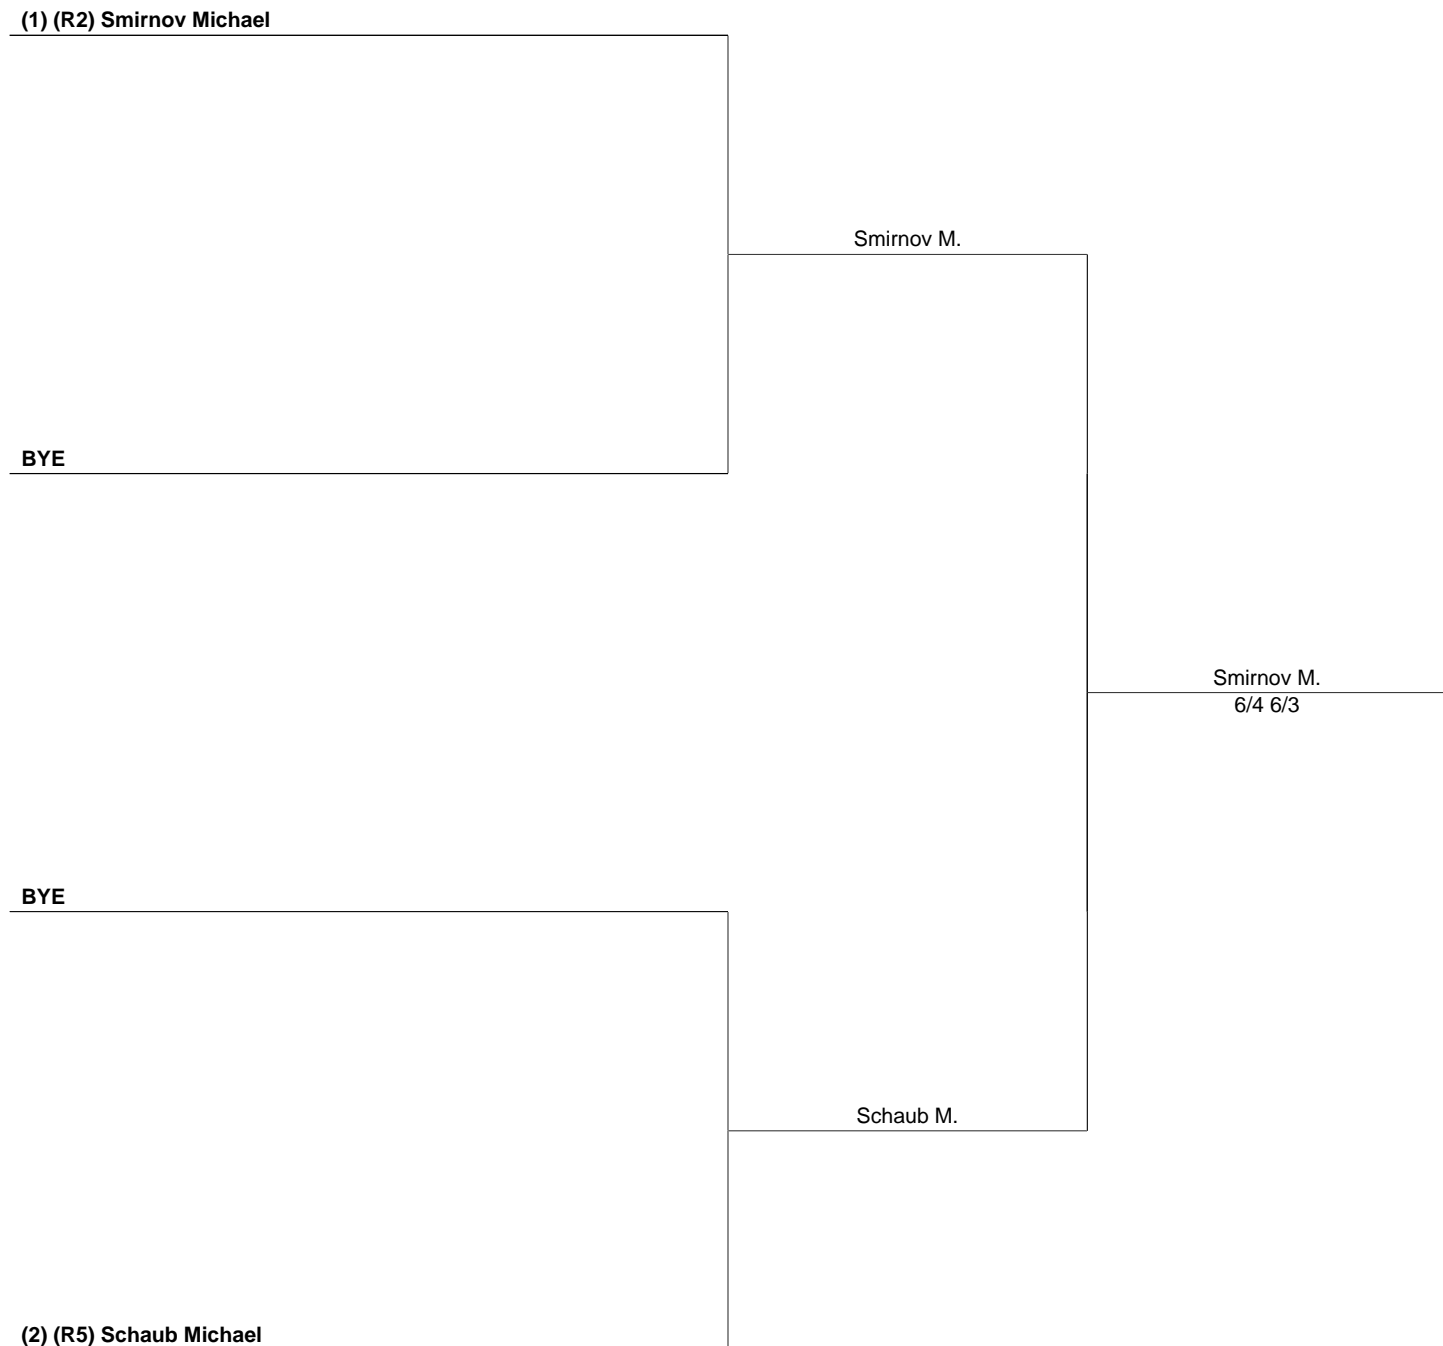 (1) (R2) Smirnov Michael
Smirnov M.
BYE
Smirnov M.
6/4 6/3
BYE
Schaub M.
(2) (R5) Schaub Michael